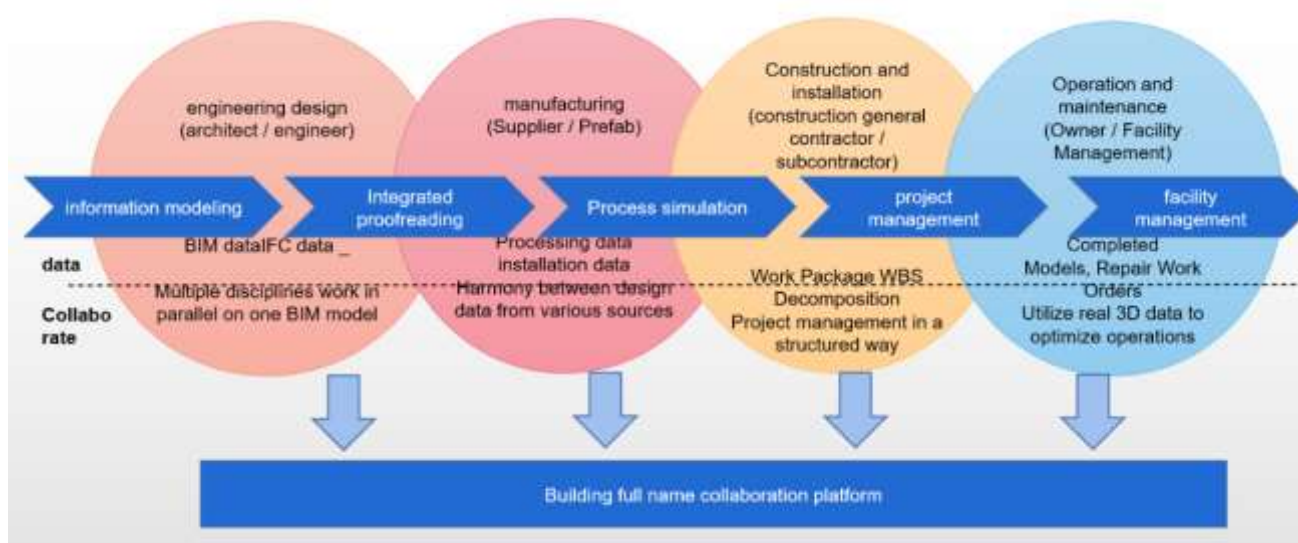 engineering design
(architect / engineer)
manufacturing
(Supplier / Prefab)
Construction and
installation
(construction general
contractor /
subcontractor)
Operation and
maintenance
(Owner / Facility
Management)
information modeling
Integrated
proofreading
Process simulation
project
management
facility
management
data
BIM dataIFC data _
Processing data
installation data
Work Package WBS
Decomposition
Completed
Models, Repair Work
Orders
Collabo
rate
Multiple disciplines work in
parallel on one BIM model
Harmony between design
data from various sources
Project management in a
structured way
Utilize real 3D data to
optimize operations
Building full name collaboration platform